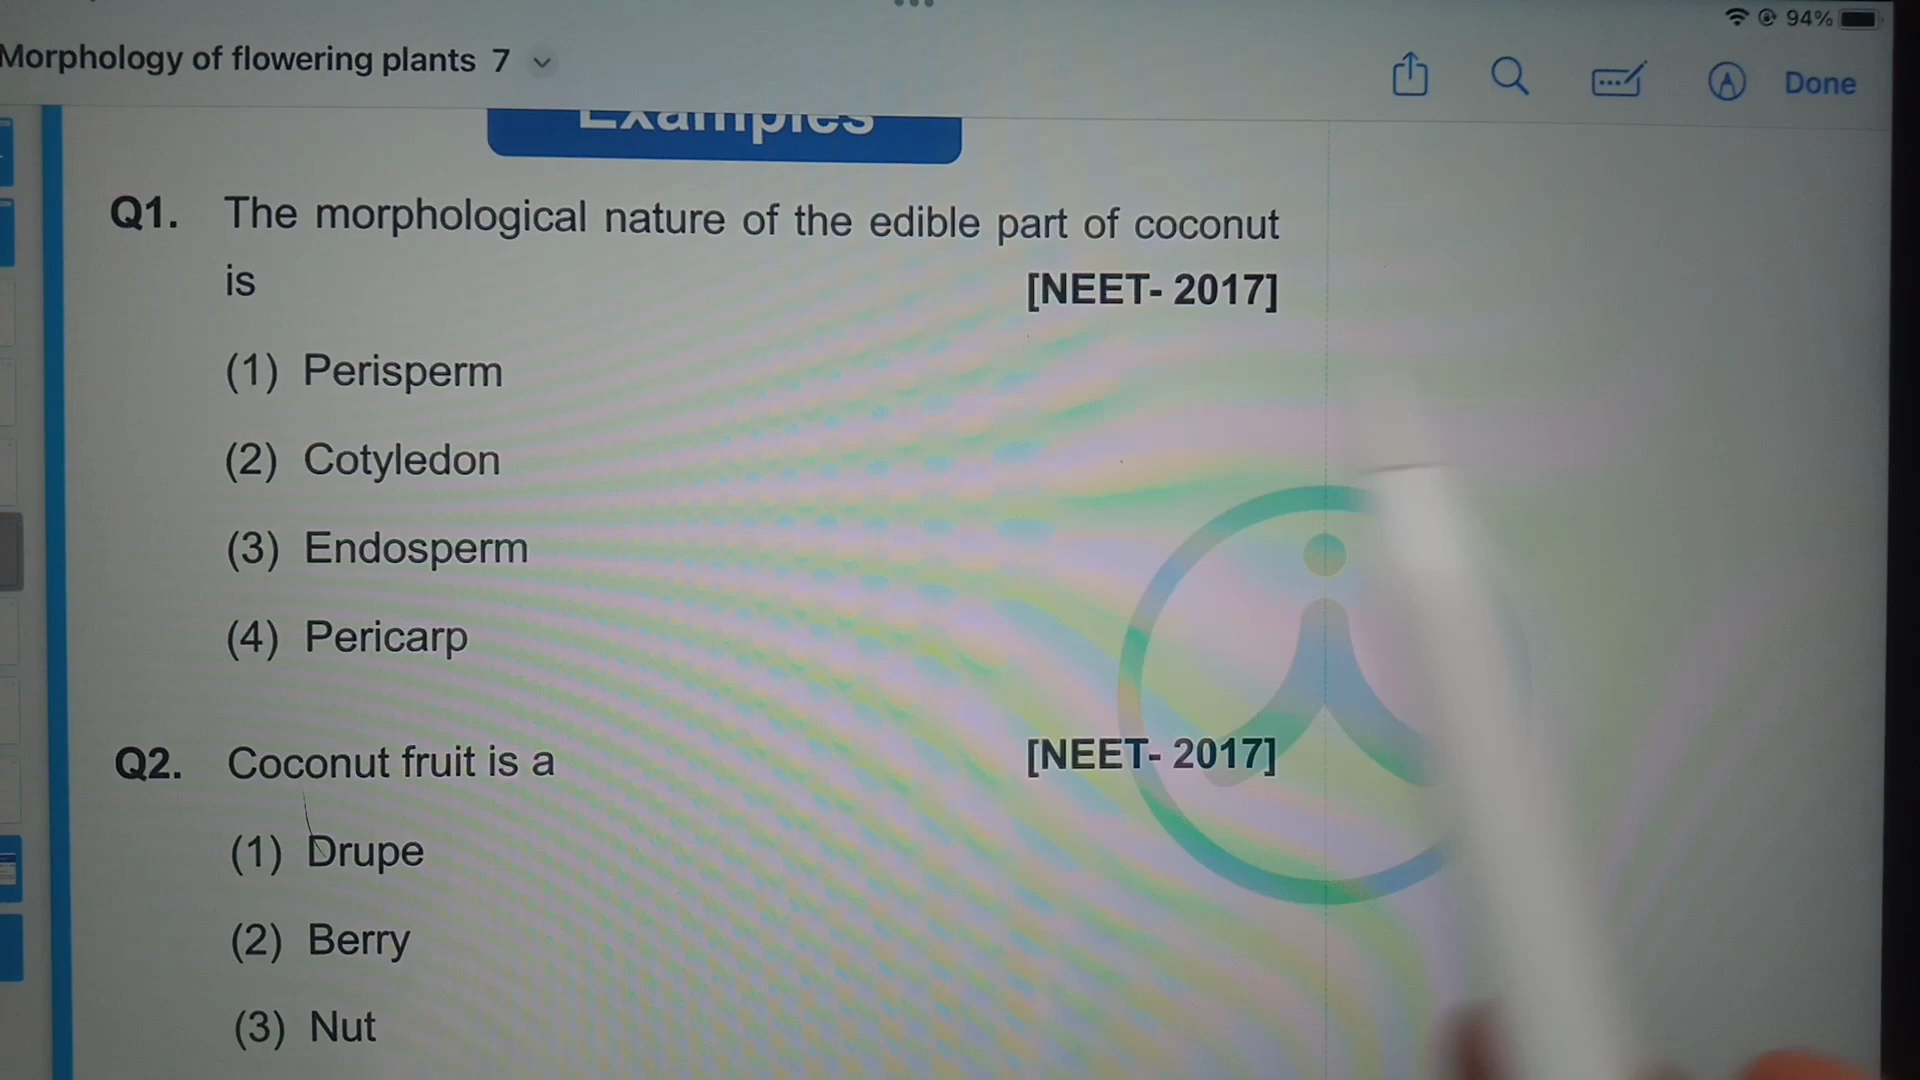 94%
Morphology of flowering plants 7
Done
Examples
Q1. The morphological nature of the edible part of coconut
is [NEET- 2017]
(1) Perisperm
(2) Cotyledon
(3) Endosperm
(4) Pericarp
Q2. Coconut fruit is a [NEET- 2017]
(1) Drupe
(2) Berry
(3) Nut